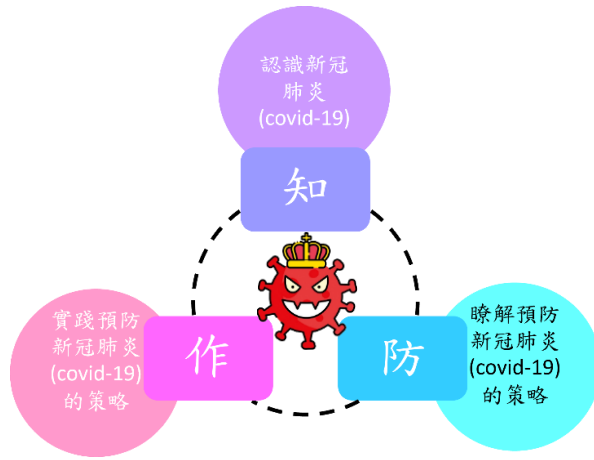 認識新冠
肺炎
(covid-19)
知
實踐預防
新冠肺炎
(covid-19)
的策略
作
防
瞭解預防
新冠肺炎
(covid-19)
的策略